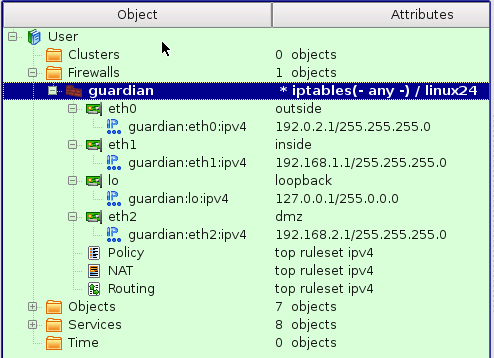 Object Attributes
User
Clusters 0 objects
Firewalls 1 objects
guardian * iptables(- any -) / linux24
eth0 outside
guardian:eth0:ipv4 192.0.2.1/255.255.255.0
eth1 inside
guardian:eth1:ipv4 192.168.1.1/255.255.255.0
lo loopback
guardian:lo:ipv4 127.0.0.1/255.0.0.0
eth2 dmz
guardian:eth2:ipv4 192.168.2.1/255.255.255.0
Policy top ruleset ipv4
NAT top ruleset ipv4
Routing top ruleset ipv4
Objects 7 objects
Services 8 objects
Time 0 objects